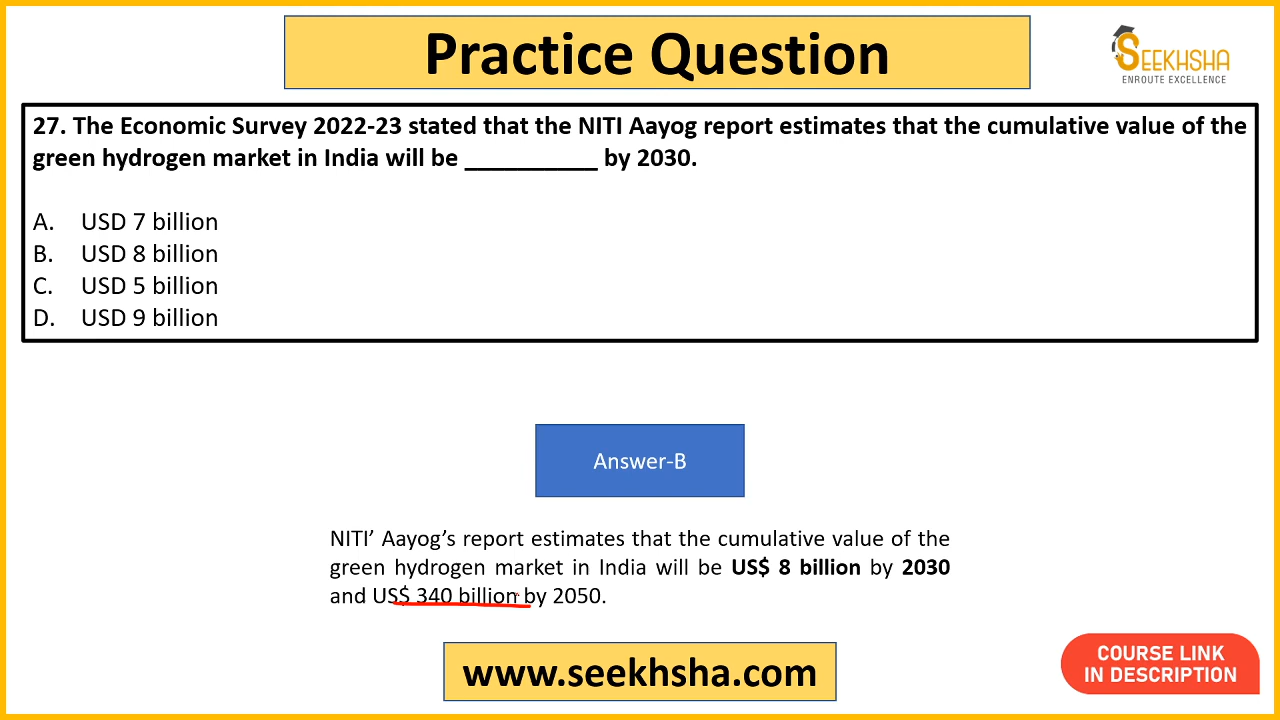 Practice Question
SEEKHSHA
ENROUTE EXCELLENCE
27. The Economic Survey 2022-23 stated that the NITI Aayog report estimates that the cumulative value of the
green hydrogen market in India will be __________ by 2030.
A. USD 7 billion
B. USD 8 billion
C. USD 5 billion
D. USD 9 billion
Answer-B
NITI’ Aayog’s report estimates that the cumulative value of the
green hydrogen market in India will be US$ 8 billion by 2030
and US$ 340 billion by 2050.
www.seekhsha.com
COURSE LINK
IN DESCRIPTION